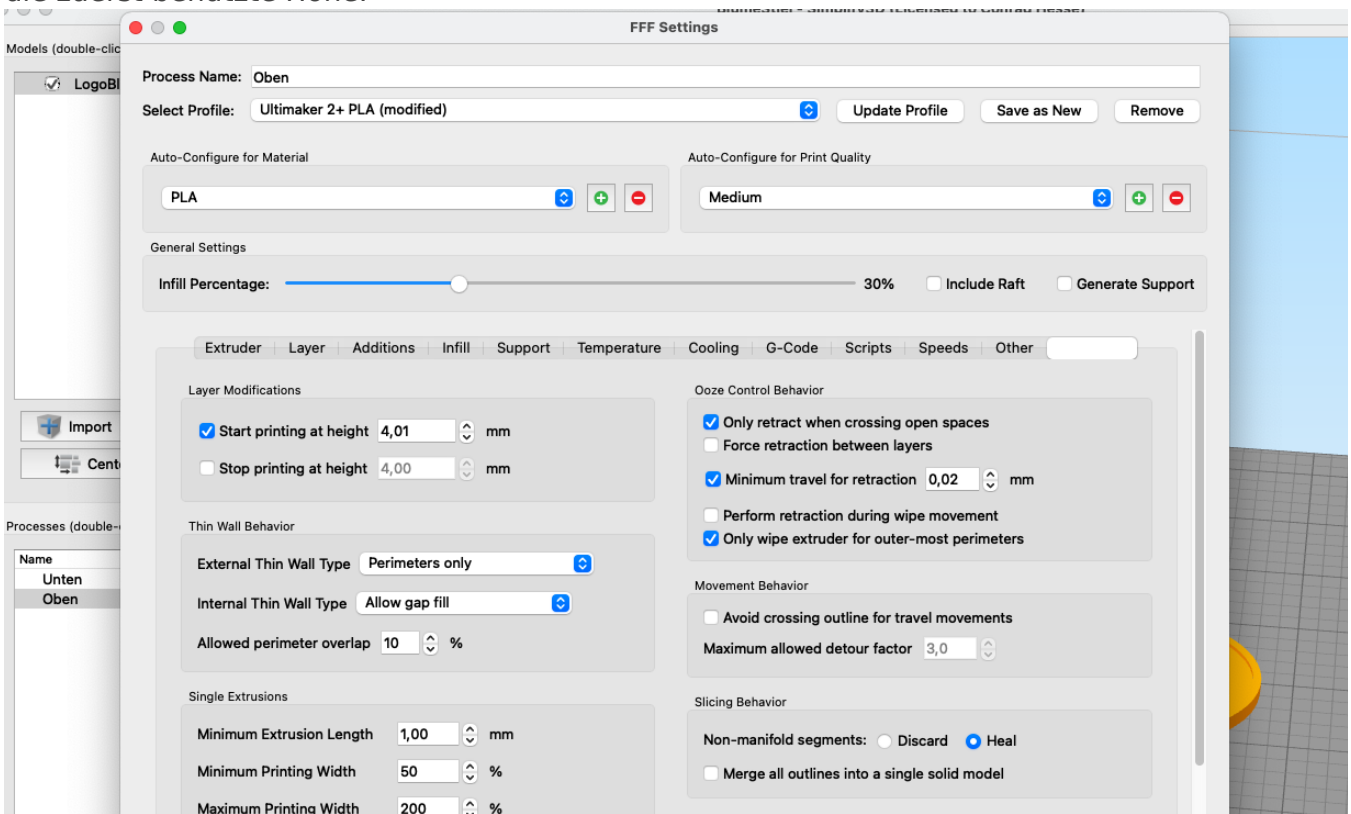 die zuletzt benutzte Höhe.
FFF Settings
Models (double-clic
LogoBl
Process Name: Oben
Select Profile: Ultimaker 2+ PLA (modified) Update Profile Save as New Remove
Auto-Configure for Material Auto-Configure for Print Quality
PLA Medium
General Settings
Infill Percentage: 30% Include Raft Generate Support
Extruder Layer Additions Infill Support Temperature Cooling G-Code Scripts Speeds Other
Layer Modifications
Start printing at height 4,01 mm
Stop printing at height 4,00 mm
Import
Cente
Processes (double-
Name
Unten
Oben
Thin Wall Behavior
External Thin Wall Type Perimeters only
Internal Thin Wall Type Allow gap fill
Allowed perimeter overlap 10 %
Single Extrusions
Minimum Extrusion Length 1,00 mm
Minimum Printing Width 50 %
Maximum Printing Width 200 %
Ooze Control Behavior
Only retract when crossing open spaces
Force retraction between layers
Minimum travel for retraction 0,02 mm
Perform retraction during wipe movement
Only wipe extruder for outer-most perimeters
Movement Behavior
Avoid crossing outline for travel movements
Maximum allowed detour factor 3,0
Slicing Behavior
Non-manifold segments: Discard Heal
Merge all outlines into a single solid model